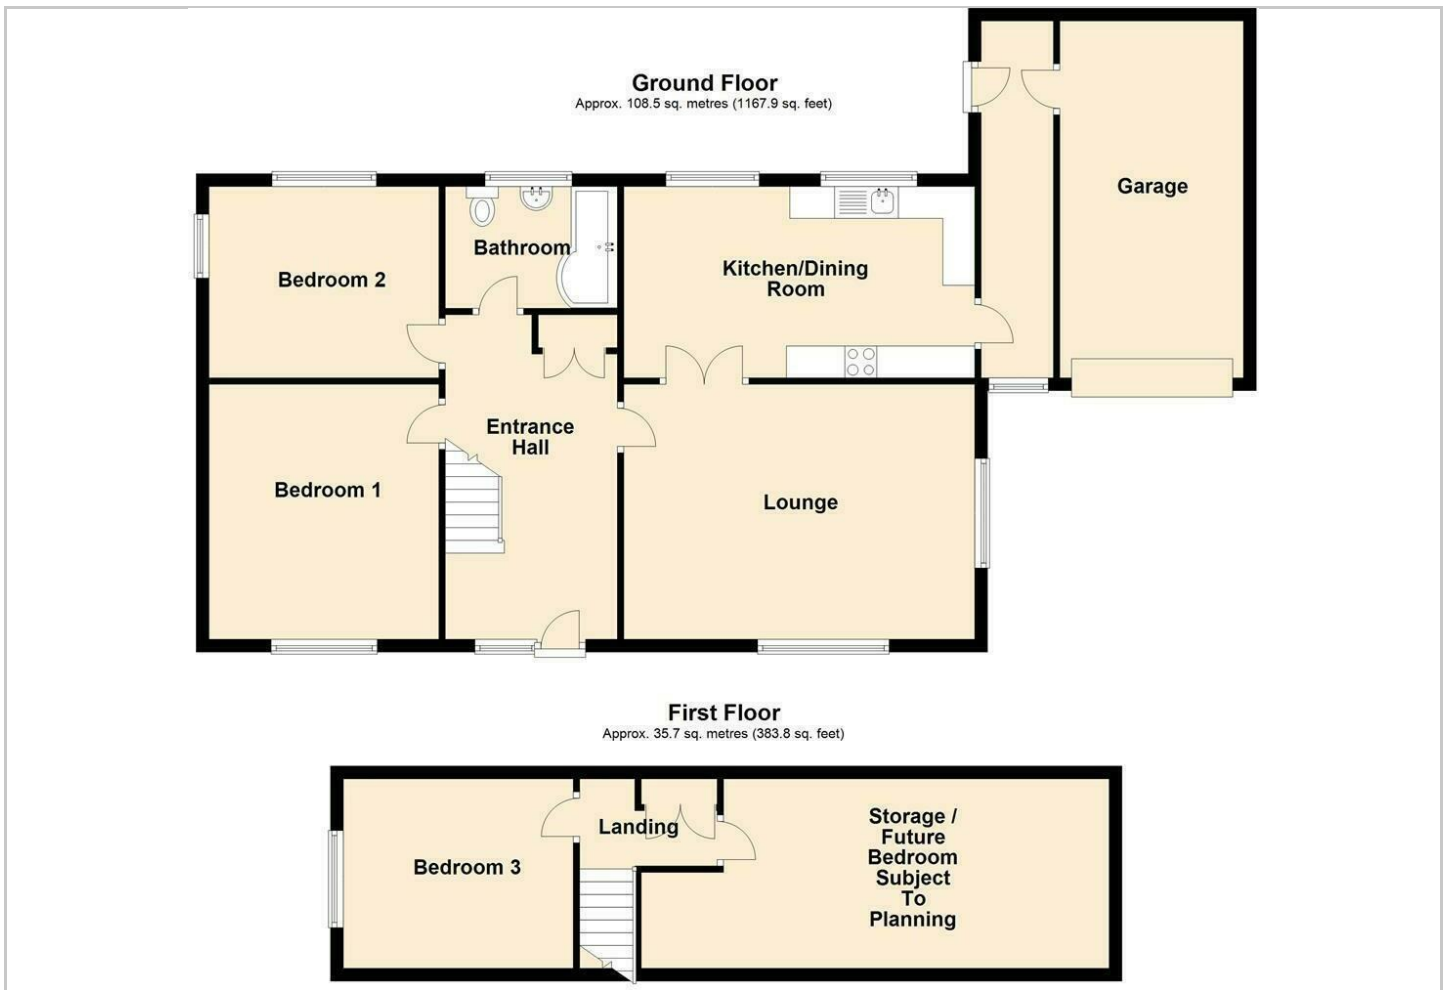 Ground Floor
Approx. 108.5 sq. metres (1167.9 sq. feet)
Garage
Bathroom
Bedroom 2
Kitchen/Dining
Room
Entrance
Hall
Bedroom 1
Lounge
First Floor
Approx. 35.7 sq. metres (383.8 sq. feet)
Bedroom 3
Landing
Storage /
Future
Bedroom
Subject
To
Planning